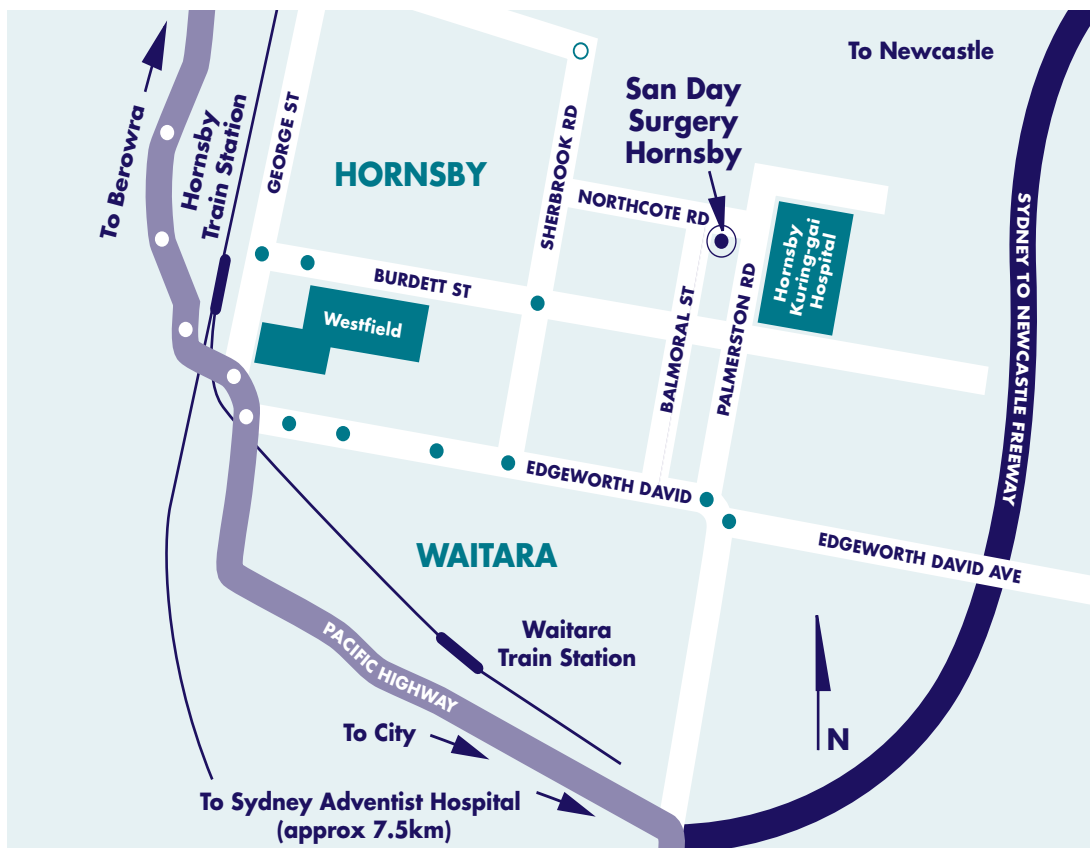 To Newcastle
San Day
Surgery
Hornsby
To Berowra
Hornsby
Train Station
GEORGE ST
HORNSBY
SHERBROOK RD
NORTHCOTE RD
Hornsby
Kuring-gai
Hospital
BURDETT ST
Westfield
BALMORAL ST
PALMERSTON RD
SYDNEY TO NEWCASTLE FREEWAY
EDGEWORTH DAVID
EDGEWORTH DAVID AVE
WAITARA
Waitara
Train Station
PACIFIC HIGHWAY
N
To City
To Sydney Adventist Hospital
(approx 7.5km)